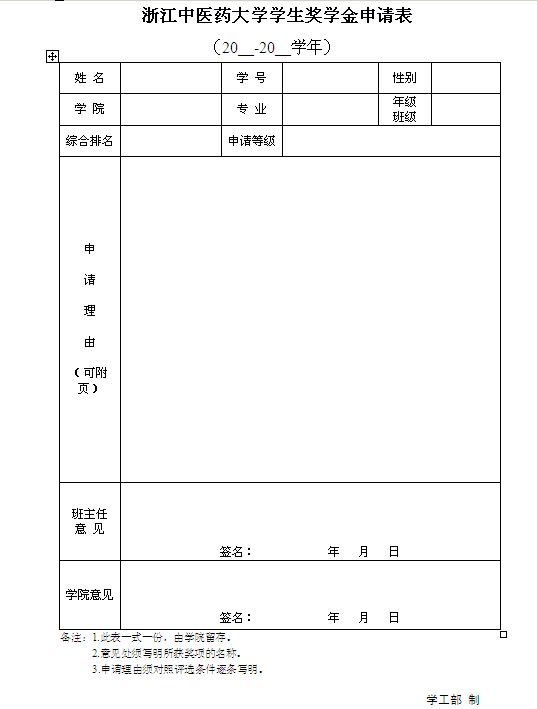 浙江中医药大学学生奖学金申请表
（20__-20__学年）
姓 名 学 号 性别
学 院 专 业 年级
班级
综合排名 申请等级
申
请
理
由
（可附
页）
班主任
意 见
签名： 年 月 日
学院意见
签名： 年 月 日
备注：1.此表一式一份，由学院留存。
2.意见处须写明所获奖项的名称。
3.申请理由须对照评选条件逐条写明。
学工部 制